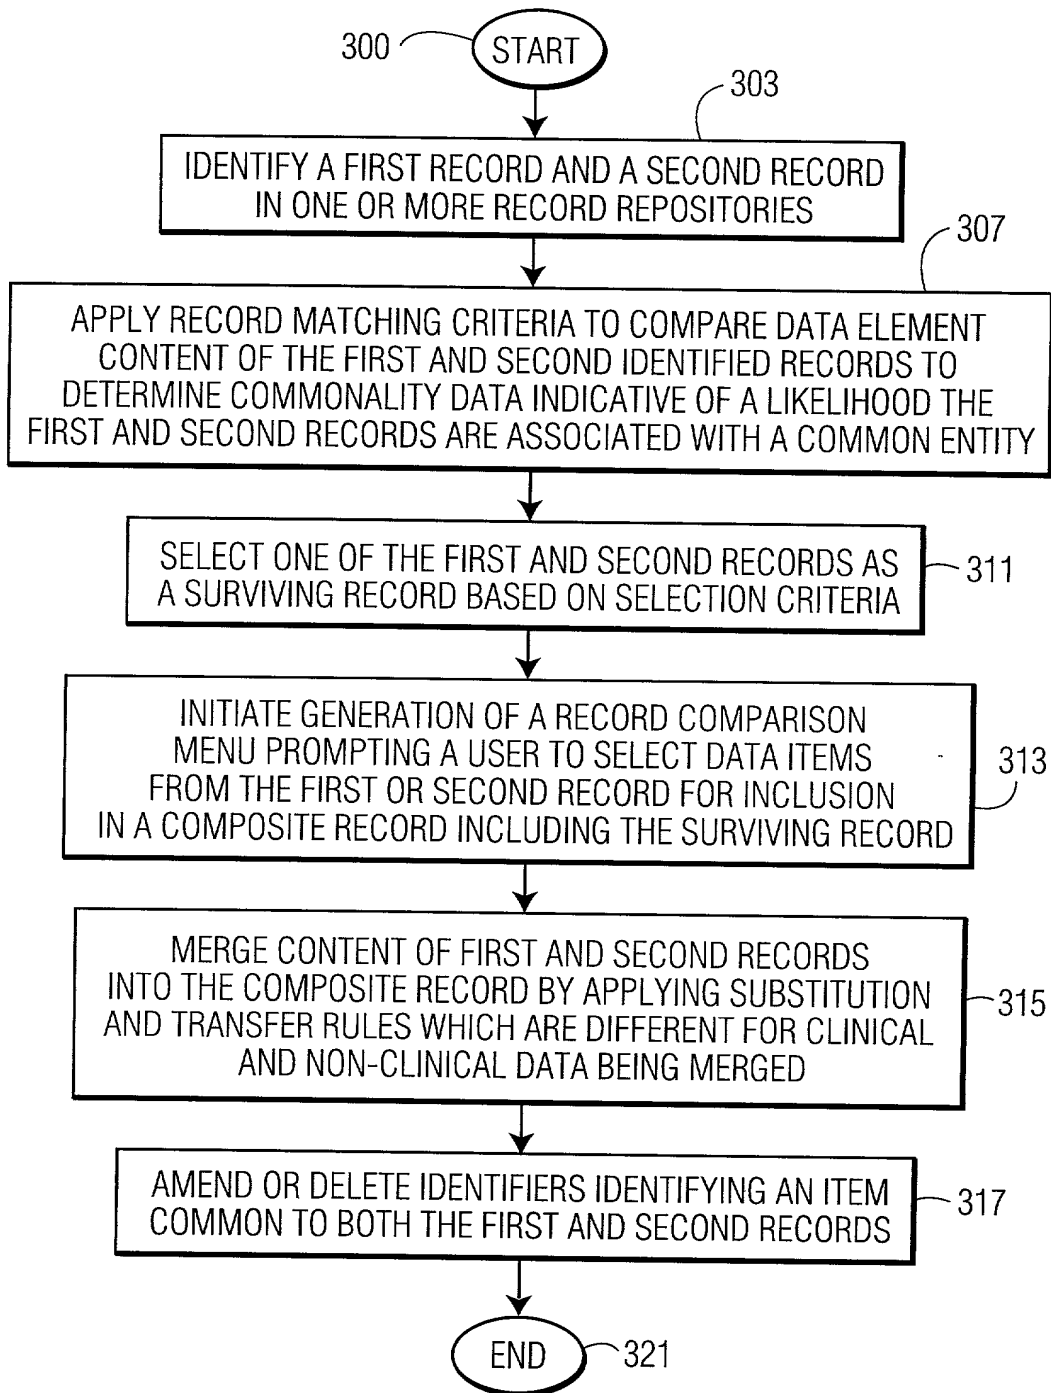 300
START
303
IDENTIFY A FIRST RECORD AND A SECOND RECORD
IN ONE OR MORE RECORD REPOSITORIES
307
APPLY RECORD MATCHING CRITERIA TO COMPARE DATA ELEMENT
CONTENT OF THE FIRST AND SECOND IDENTIFIED RECORDS TO
DETERMINE COMMONALITY DATA INDICATIVE OF A LIKELIHOOD THE
FIRST AND SECOND RECORDS ARE ASSOCIATED WITH A COMMON ENTITY
SELECT ONE OF THE FIRST AND SECOND RECORDS AS
A SURVIVING RECORD BASED ON SELECTION CRITERIA
311
INITIATE GENERATION OF A RECORD COMPARISON
MENU PROMPTING A USER TO SELECT DATA ITEMS
FROM THE FIRST OR SECOND RECORD FOR INCLUSION
IN A COMPOSITE RECORD INCLUDING THE SURVIVING RECORD
313
MERGE CONTENT OF FIRST AND SECOND RECORDS
INTO THE COMPOSITE RECORD BY APPLYING SUBSTITUTION
AND TRANSFER RULES WHICH ARE DIFFERENT FOR CLINICAL
AND NON-CLINICAL DATA BEING MERGED
315
AMEND OR DELETE IDENTIFIERS IDENTIFYING AN ITEM
COMMON TO BOTH THE FIRST AND SECOND RECORDS
317
END
321